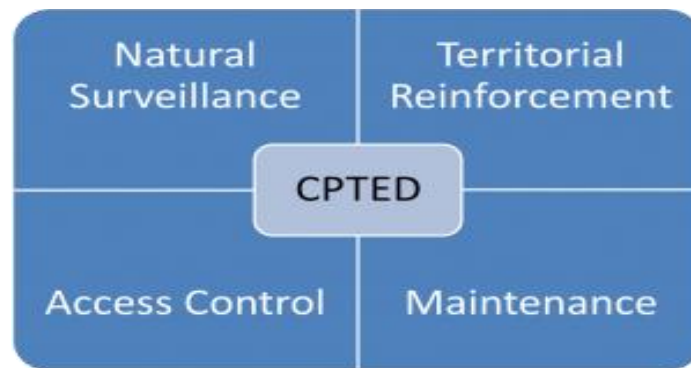 Natural
Surveillance
Territorial
Reinforcement
CPTED
Access Control
Maintenance